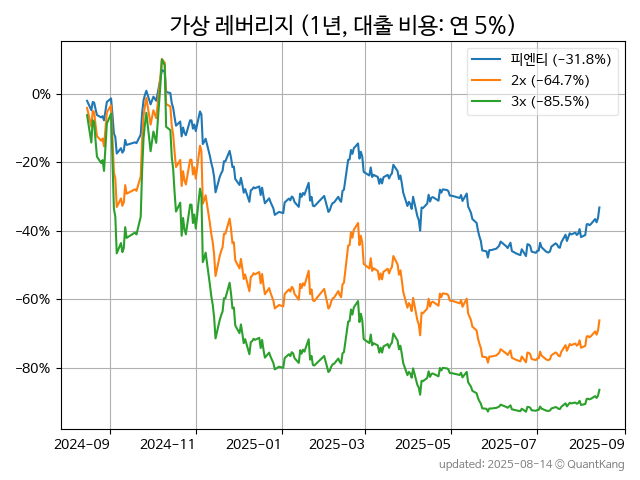 가상 레버리지 (1년, 대출 비용: 연 5%)
피엔티 (−31.8%)
2x (−64.7%)
3x (−85.5%)
0%
−20%
−40%
−60%
−80%
2024−09 2024−11 2025−01 2025−03 2025−05 2025−07 2025−09
updated: 2025-08-14 © QuantKang